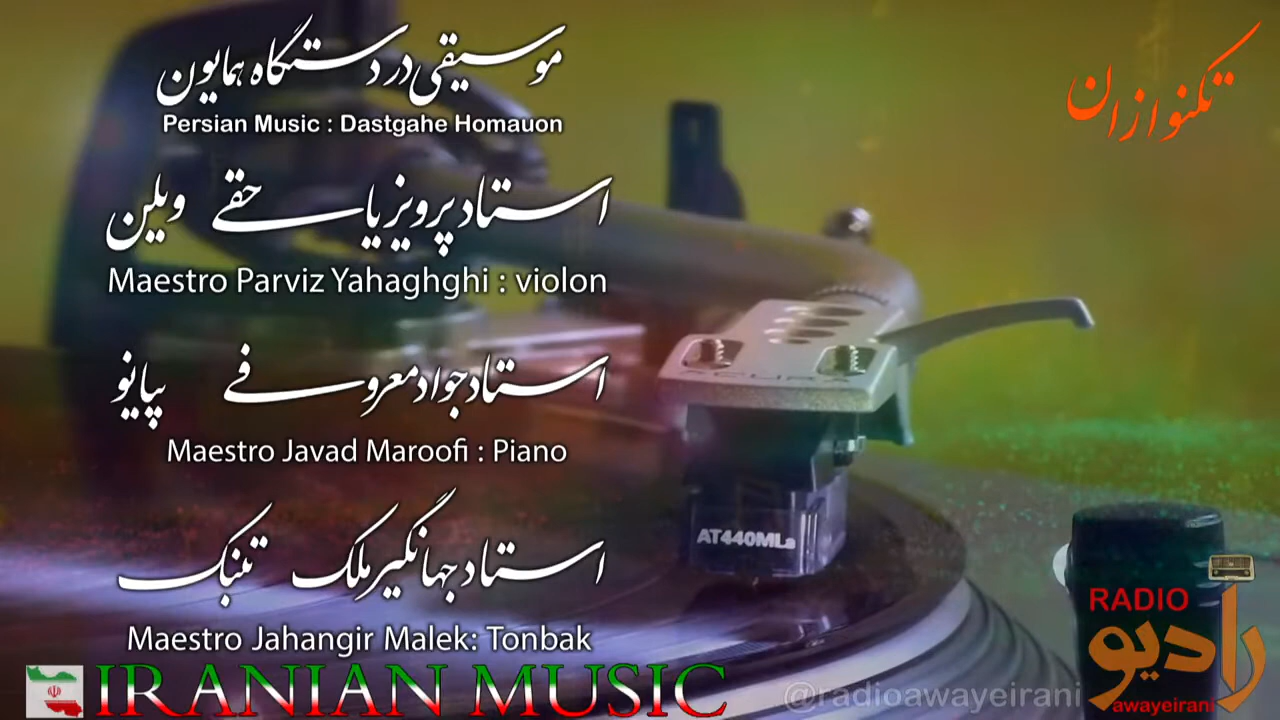 موسیقی در دستگاه همایون
Persian Music : Dastgahe Homauon
تکنوازان
استاد پرویز یاحقی ویلن
Maestro Parviz Yahaghghi : violon
استاد جواد معروفی پیانو
Maestro Javad Maroofi : Piano
AT440MLa
استاد جهانگیر ملک تنبک
Maestro Jahangir Malek: Tonbak
IRANIAN MUSIC
@radioawayeirani
RADIO
رادیو
awayeirani